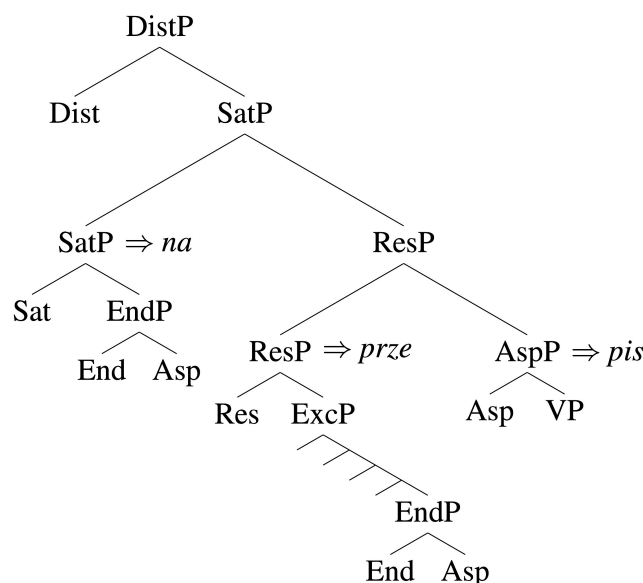 DistP
Dist SatP
SatP ⇒ na ResP
Sat EndP
ResP ⇒ prze AspP ⇒ pis
End Asp
Res ExcP Asp VP
EndP
End Asp